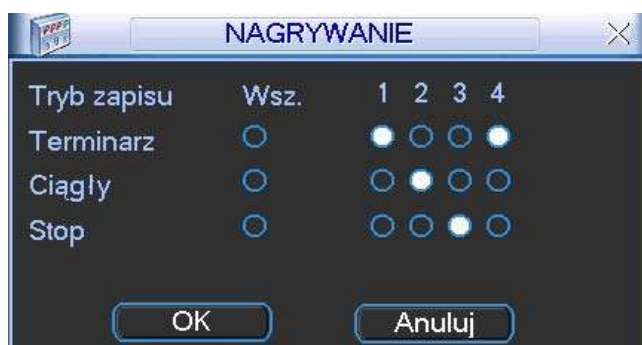 NAGRYWANIE
Tryb zapisu Wsz. 1 2 3 4
Terminarz
Ciągły
Stop
OK Anuluj